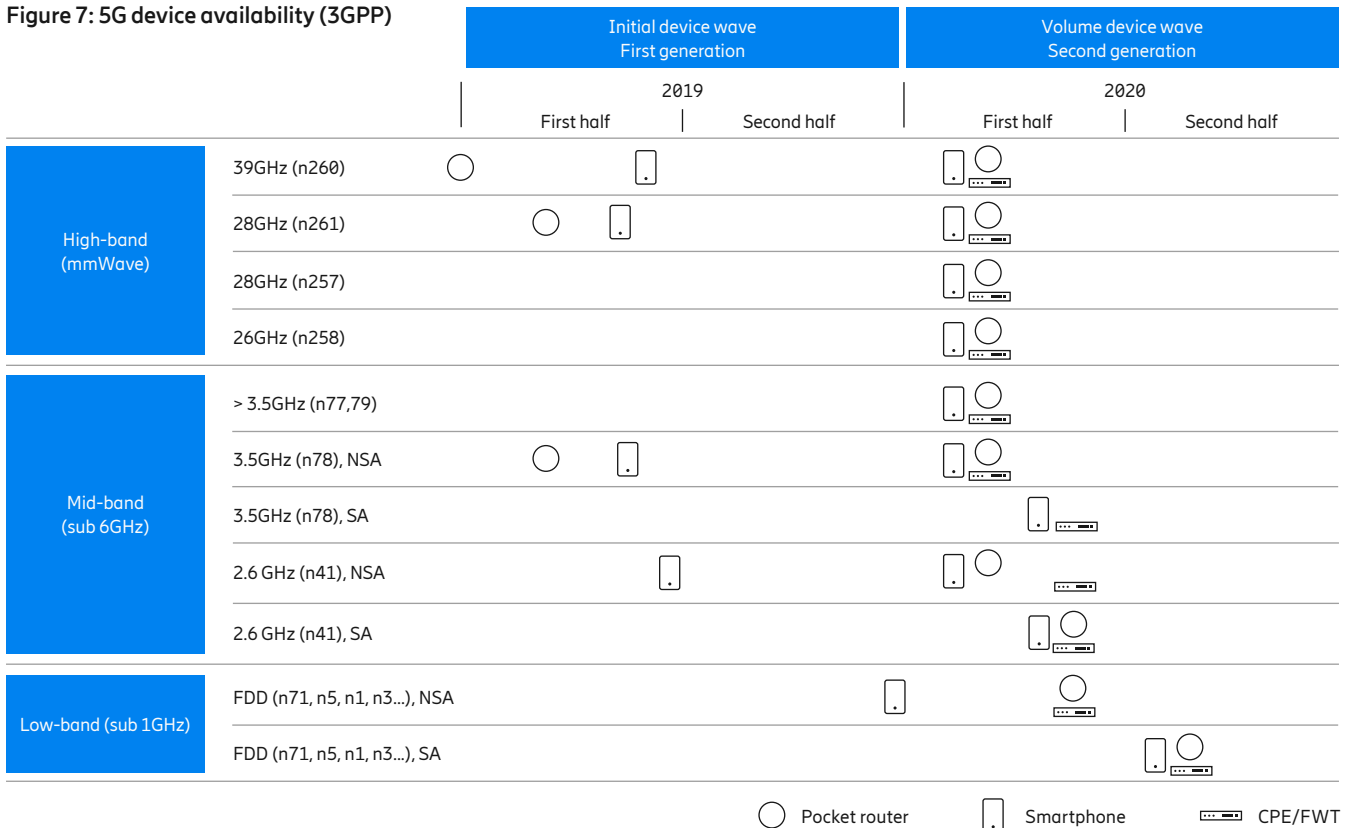 Figure 7: 5G device availability (3GPP)
Initial device wave
First generation
Volume device wave
Second generation
2019
2020
First half
Second half
First half
Second half
High-band
(mmWave)
39GHz (n260)
28GHz (n261)
28GHz (n257)
26GHz (n258)
Mid-band
(sub 6GHz)
> 3.5GHz (n77,79)
3.5GHz (n78), NSA
3.5GHz (n78), SA
2.6 GHz (n41), NSA
2.6 GHz (n41), SA
Low-band (sub 1GHz)
FDD (n71, n5, n1, n3...), NSA
FDD (n71, n5, n1, n3...), SA
Pocket router
Smartphone
CPE/FWT